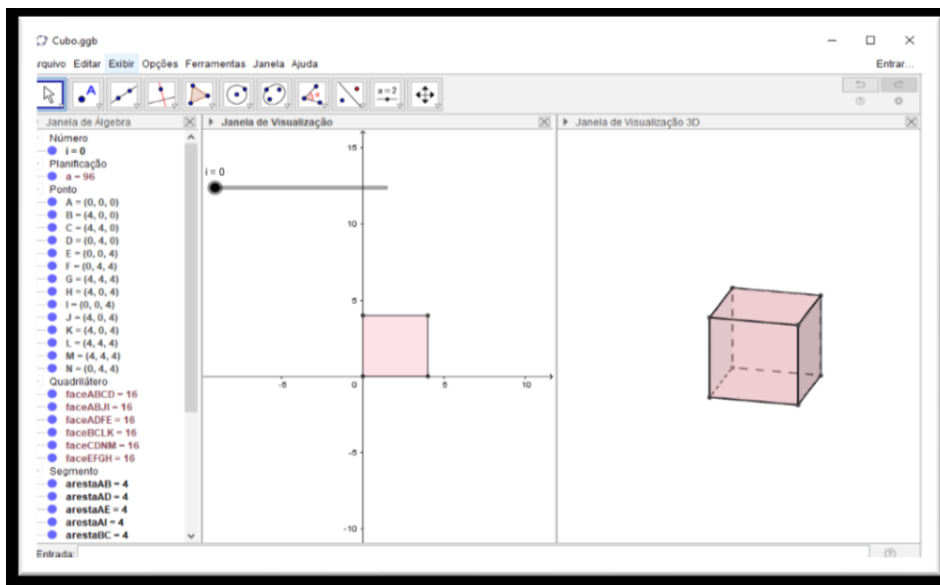 Cubo.ggb
rquivo Editar Exibir Opções Ferramentas Janela Ajuda
Entrar...
A
a=2
Janela de Álgebra
Número
i = 0
Planificação
a = 96
Ponto
A = (0, 0, 0)
B = (4, 0, 0)
C = (4, 4, 0)
D = (0, 4, 0)
E = (0, 0, 4)
F = (0, 4, 4)
G = (4, 4, 4)
H = (4, 0, 4)
I = (0, 0, 4)
J = (4, 0, 4)
K = (4, 0, 4)
L = (4, 4, 4)
M = (4, 4, 4)
N = (0, 4, 4)
Quadrilátero
faceABCD = 16
faceABJI = 16
faceADFE = 16
faceBCLK = 16
faceCDNM = 16
faceEFGH = 16
Segmento
arestaAB = 4
arestaAD = 4
arestaAE = 4
arestaAI = 4
arestaBC = 4
Janela de Visualização
i = 0
15
10
5
-5
0
5
10
-5
-10
Janela de Visualização 3D
Entrada: